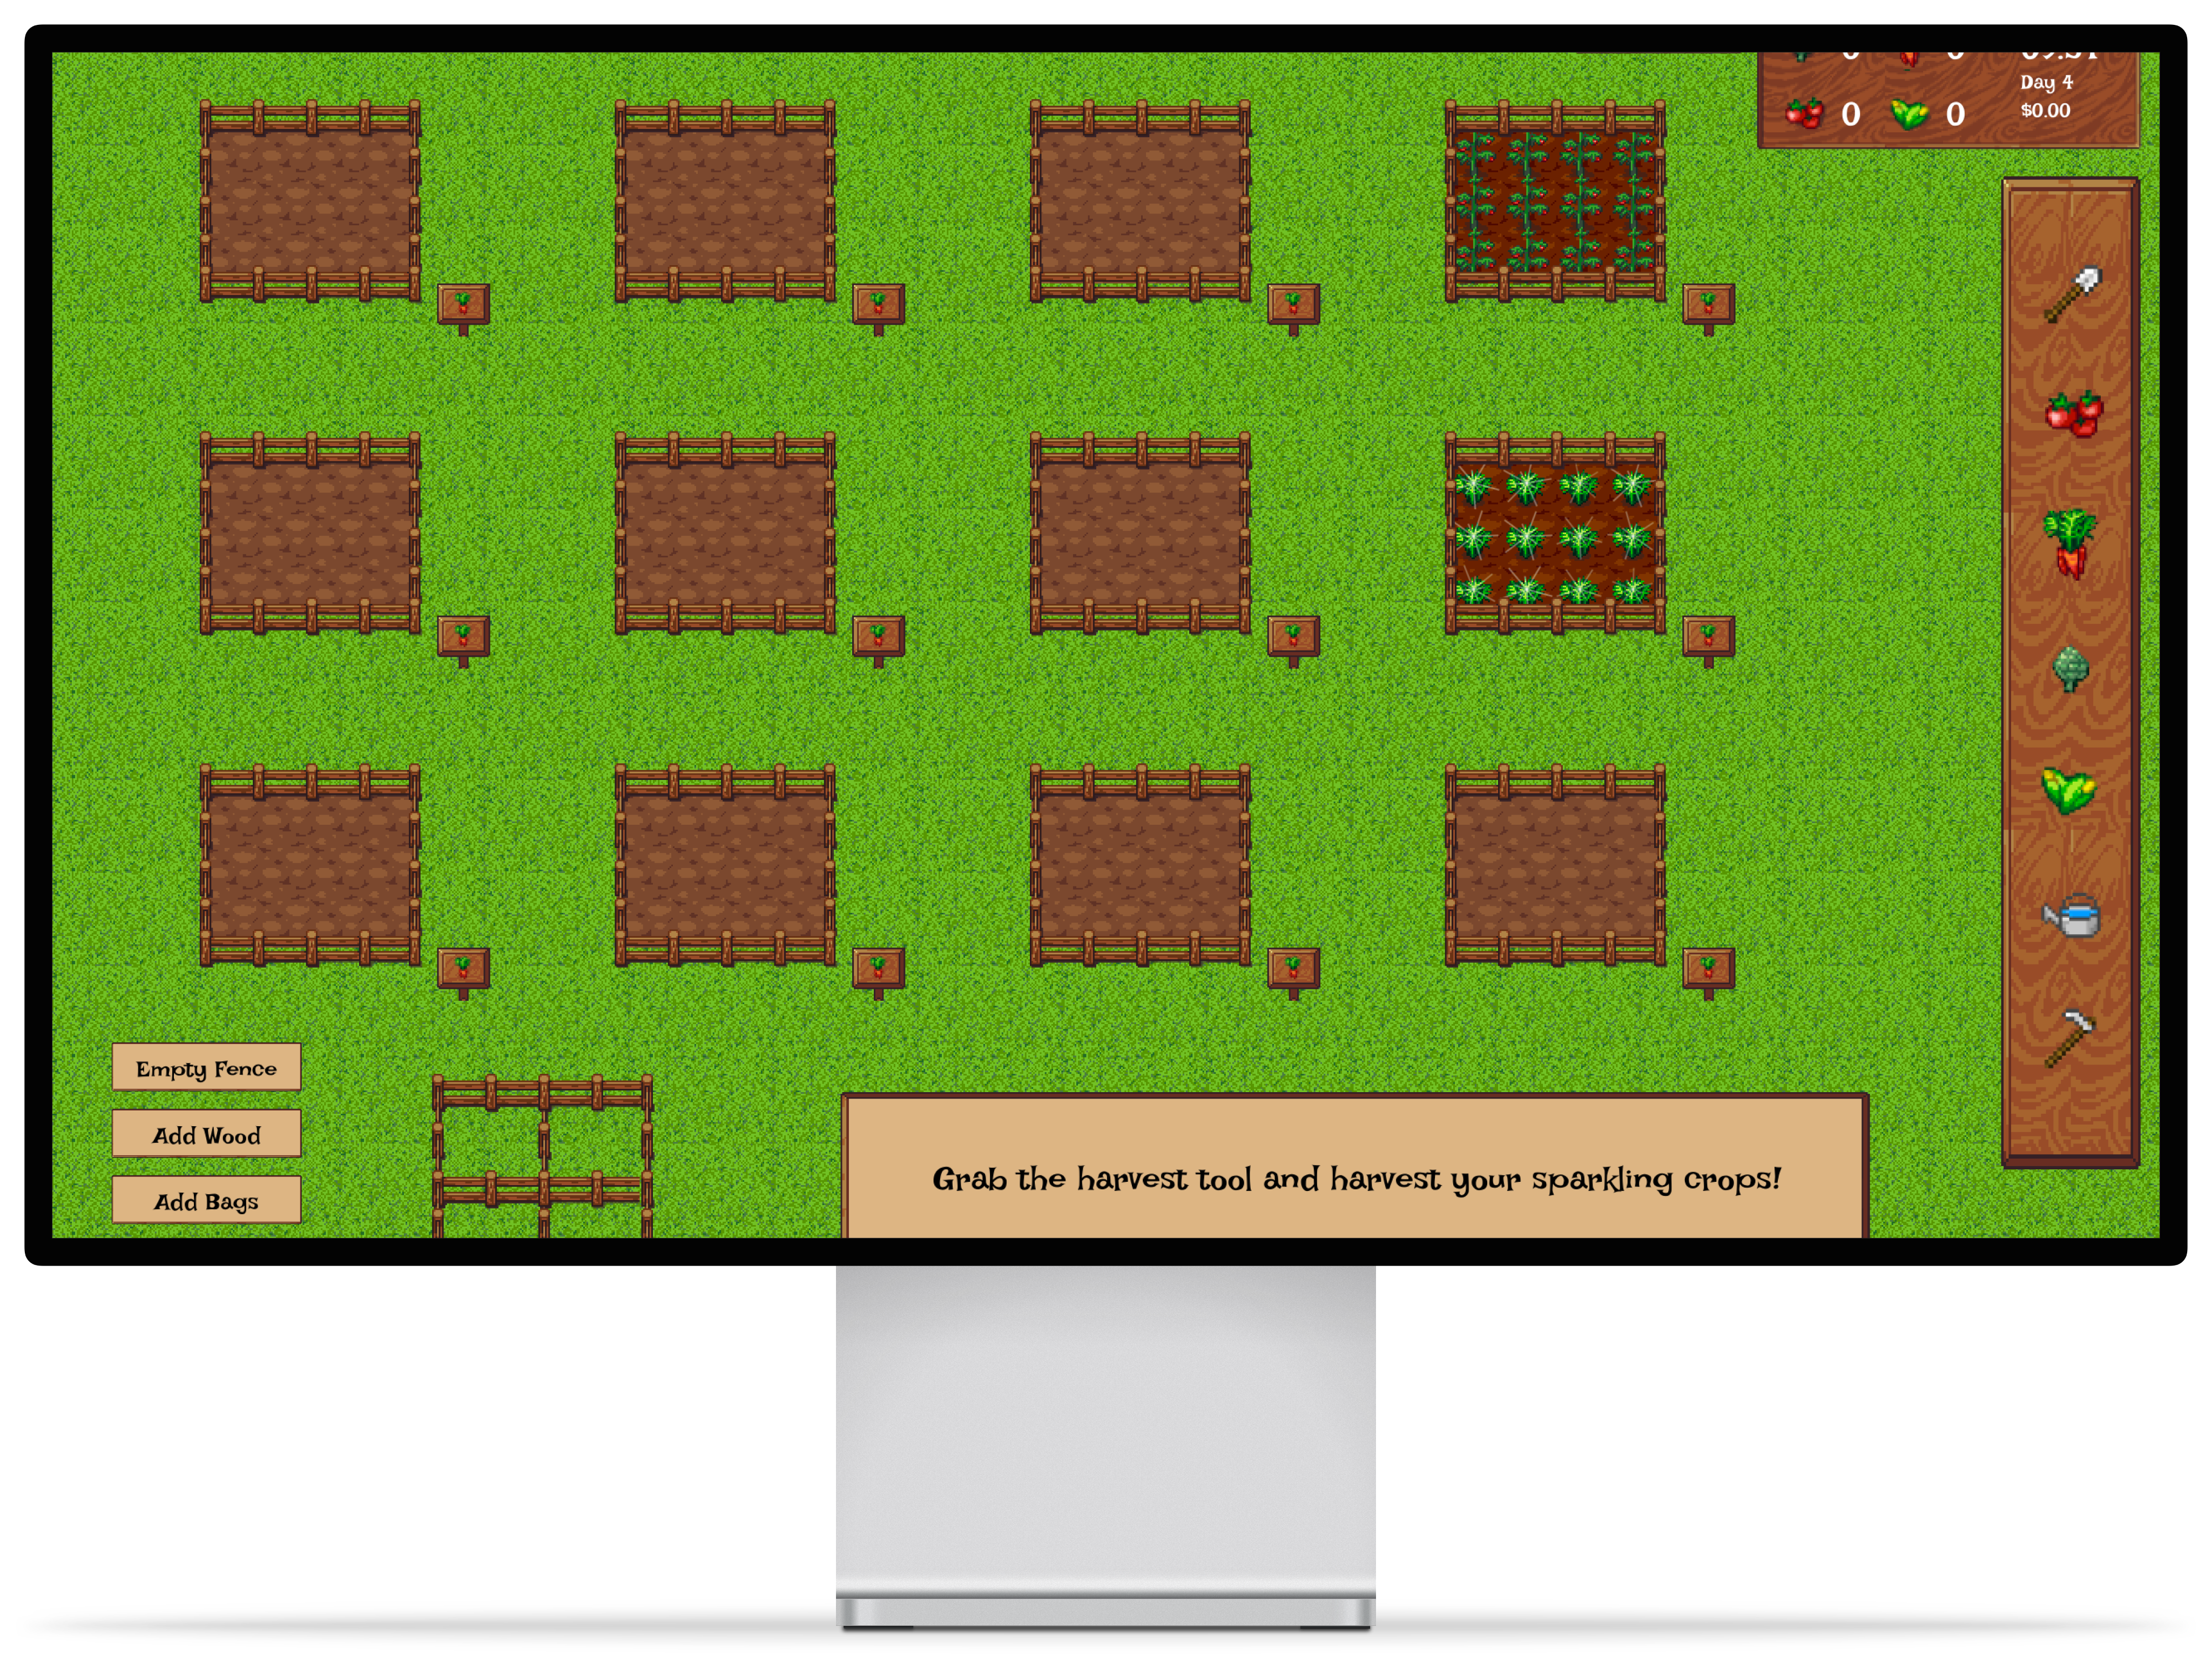 Day 4
0 0 $0.00
Empty Fence
Add Wood
Add Bags
Grab the harvest tool and harvest your sparkling crops!